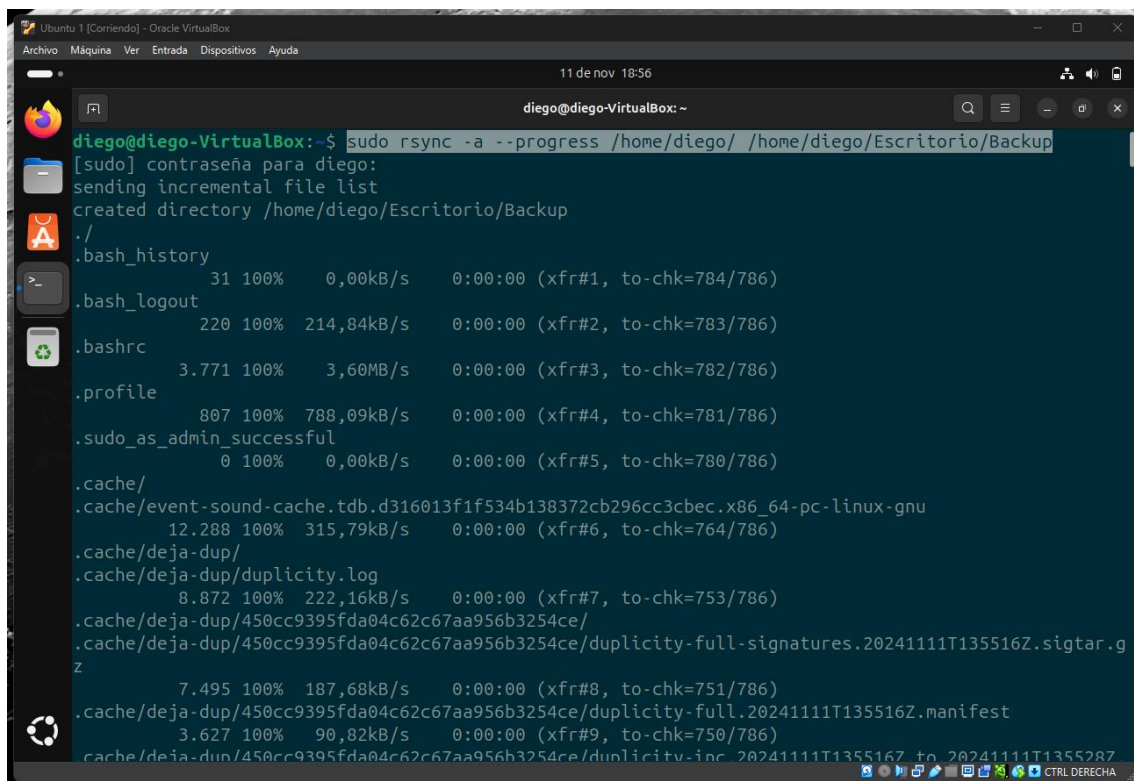 Ubuntu 1 [Corriendo] - Oracle VirtualBox
Archivo Máquina Ver Entrada Dispositivos Ayuda
11 de nov 18:56
diego@diego-VirtualBox: ~
diego@diego-VirtualBox:~$ sudo rsync -a --progress /home/diego/ /home/diego/Escritorio/Backup
[sudo] contraseña para diego:
sending incremental file list
created directory /home/diego/Escritorio/Backup
./
.bash_history
31 100% 0,00kB/s 0:00:00 (xfr#1, to-chk=784/786)
.bash_logout
220 100% 214,84kB/s 0:00:00 (xfr#2, to-chk=783/786)
.bashrc
3.771 100% 3,60MB/s 0:00:00 (xfr#3, to-chk=782/786)
.profile
807 100% 788,09kB/s 0:00:00 (xfr#4, to-chk=781/786)
.sudo_as_admin_successful
0 100% 0,00kB/s 0:00:00 (xfr#5, to-chk=780/786)
.cache/
.cache/event-sound-cache.tdb.d316013f1f534b138372cb296cc3cbec.x86_64-pc-linux-gnu
12.288 100% 315,79kB/s 0:00:00 (xfr#6, to-chk=764/786)
.cache/deja-dup/
.cache/deja-dup/duplicity.log
8.872 100% 222,16kB/s 0:00:00 (xfr#7, to-chk=753/786)
.cache/deja-dup/450cc9395fda04c62c67aa956b3254ce/
.cache/deja-dup/450cc9395fda04c62c67aa956b3254ce/duplicity-full-signatures.20241111T135516Z.sigtar.g
z
7.495 100% 187,68kB/s 0:00:00 (xfr#8, to-chk=751/786)
.cache/deja-dup/450cc9395fda04c62c67aa956b3254ce/duplicity-full.20241111T135516Z.manifest
3.627 100% 90,82kB/s 0:00:00 (xfr#9, to-chk=750/786)
.cache/deja-dup/450cc9395fda04c62c67aa956b3254ce/duplicity-inc.20241111T135516Z.to.20241111T135528Z.
CTRL DERECHA